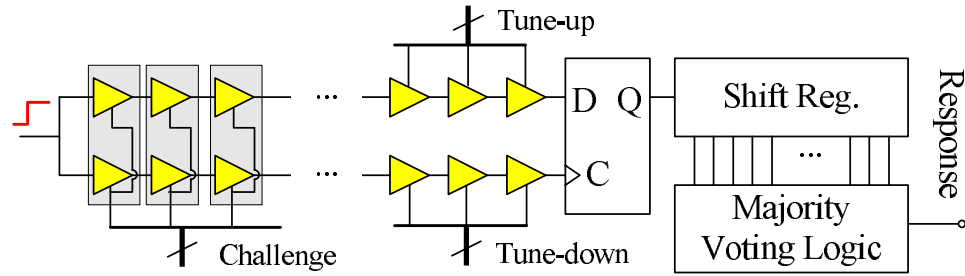 Tune-up
...
D Q
Shift Reg.
Response
...
...
C
Majority
Voting Logic
Challenge
Tune-down